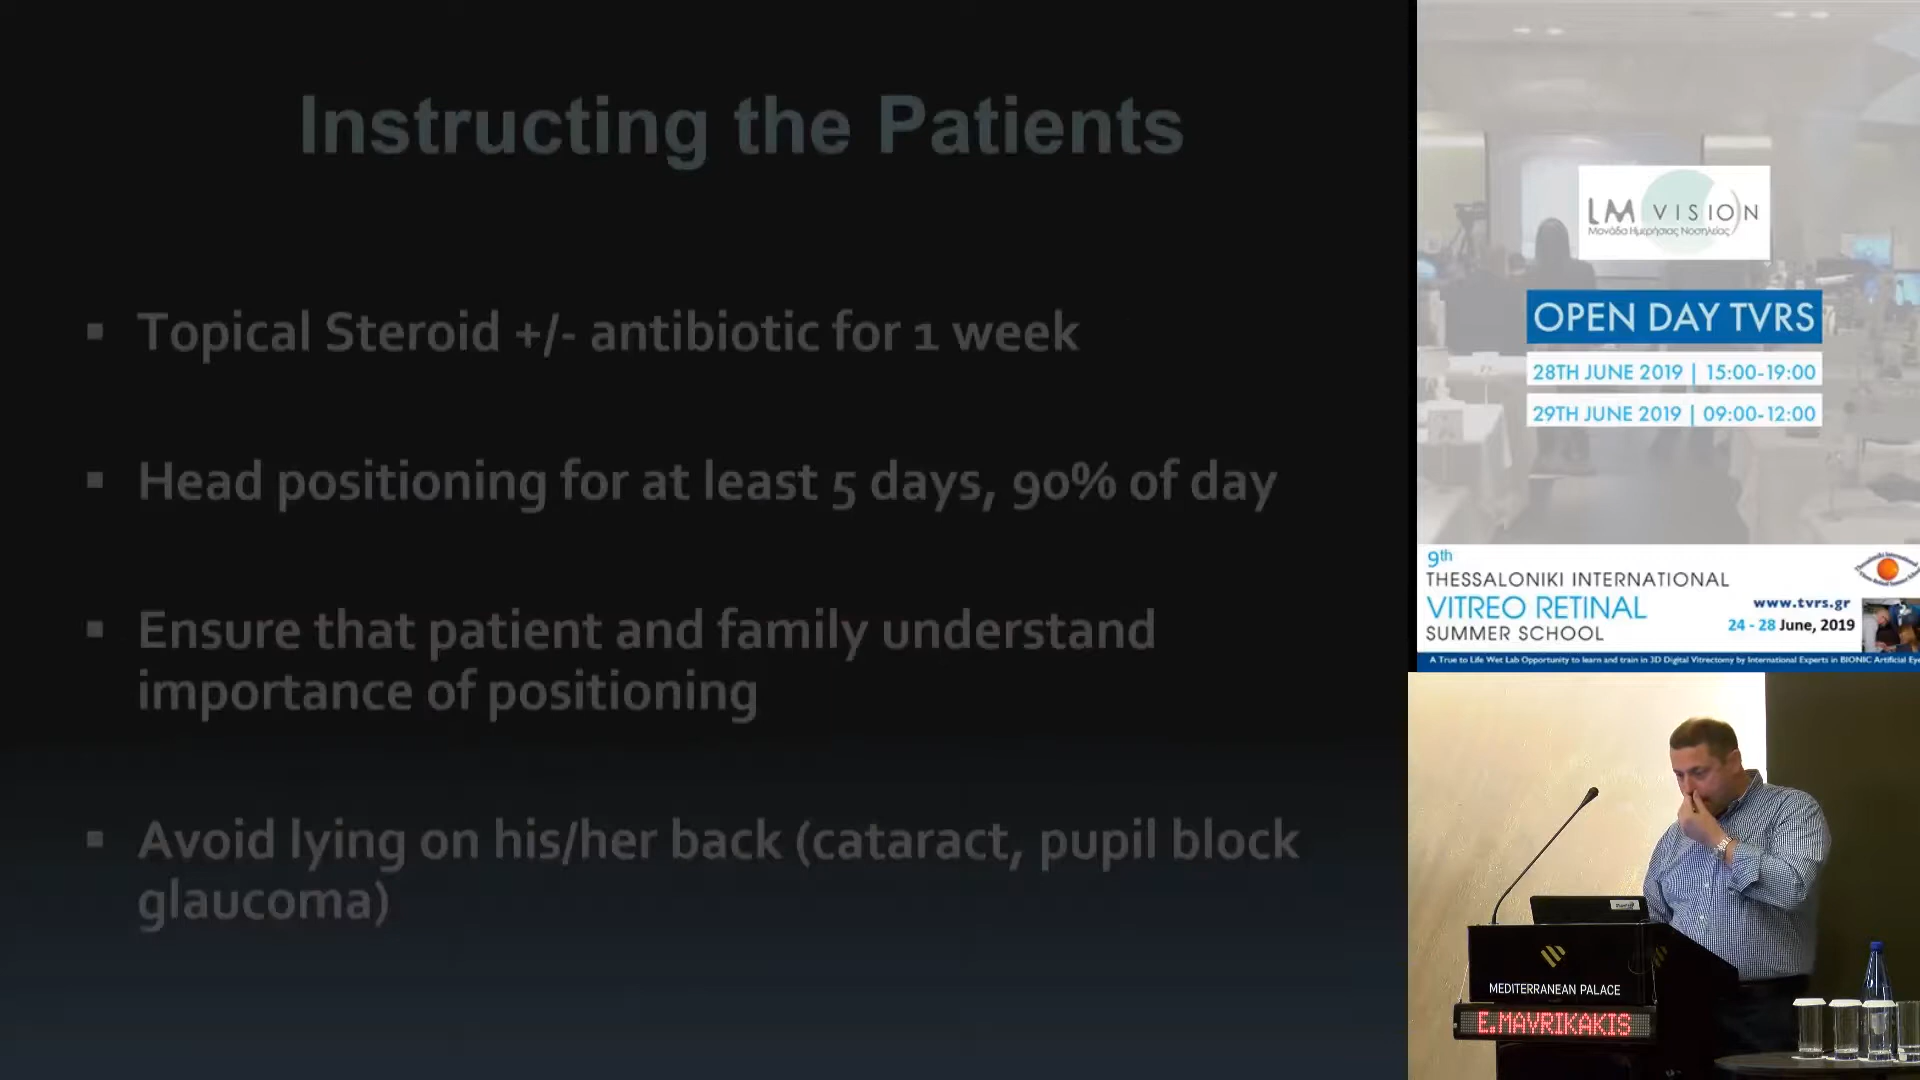 Instructing the Patients
▪ Topical Steroid +/- antibiotic for 1 week
▪ Head positioning for at least 5 days, 90% of day
▪ Ensure that patient and family understand
importance of positioning
▪ Avoid lying on his/her back (cataract, pupil block
glaucoma)
LM VISION
Μονάδα Ημερήσιας Νοσηλείας
OPEN DAY TVRS
28TH JUNE 2019 | 15:00-19:00
29TH JUNE 2019 | 09:00-12:00
9th
THESSALONIKI INTERNATIONAL
VITREO RETINAL
SUMMER SCHOOL
www.tvrs.gr
24 - 28 June, 2019
A True to Life Wet Lab Opportunity to learn and train in 3D Digital Vitrectomy by International Experts in BIONIC Artificial Eye
MEDITERRANEAN PALACE
E.MAVRIKAKIS